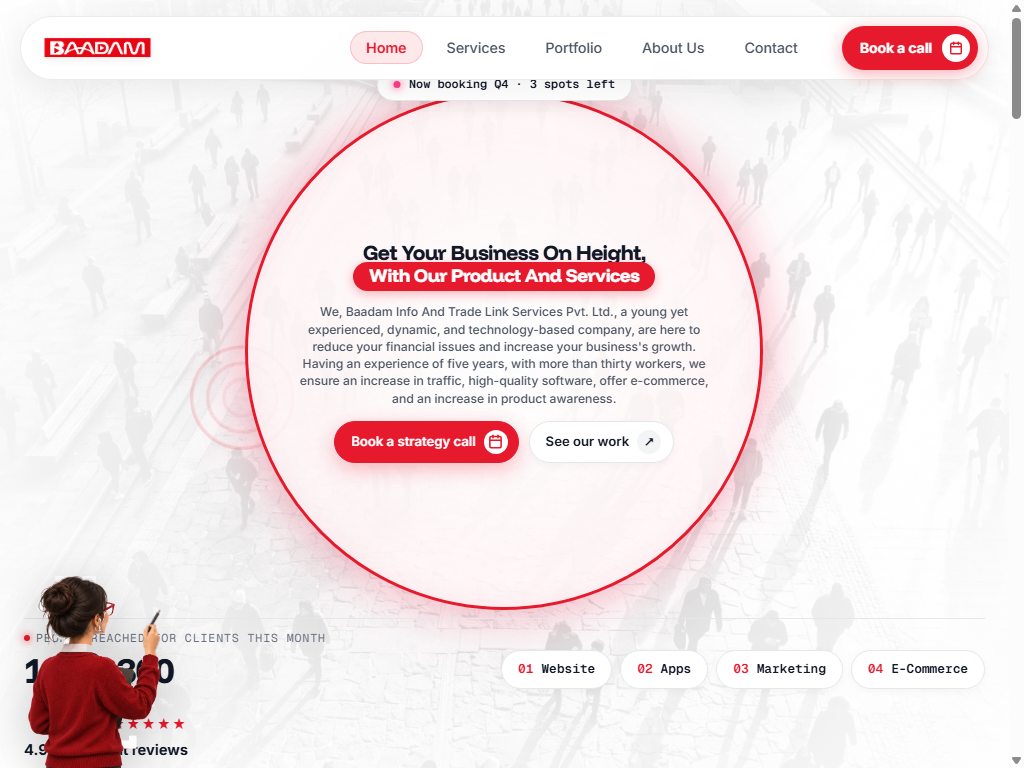 BAADAM
Home
Services
Portfolio
About Us
Contact
Book a call
Now booking Q4 · 3 spots left
Get Your Business On Height,
With Our Product And Services
We, Baadam Info And Trade Link Services Pvt. Ltd., a young yet
experienced, dynamic, and technology-based company, are here to
reduce your financial issues and increase your business's growth.
Having an experience of five years, with more than thirty workers, we
ensure an increase in traffic, high-quality software, offer e-commerce,
and an increase in product awareness.
Book a strategy call
See our work ↗
REACHED FOR CLIENTS THIS MONTH
01 Website
02 Apps
03 Marketing
04 E-Commerce
★★★★
reviews